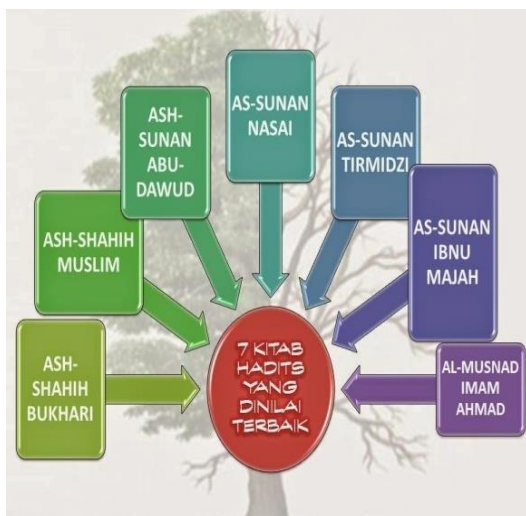 ASH-
SHAHIH
BUKHARI
ASH-SHAHIH
MUSLIM
ASH-
SUNAN
ABU-
DAWUD
AS-SUNAN
NASAI
AS-SUNAN
TIRMIDZI
AS-SUNAN
IBNU
MAJAH
AL-MUSNAD
IMAM
AHMAD
7 KITAB
HADITS
YANG
DINILAI
TERBAIK